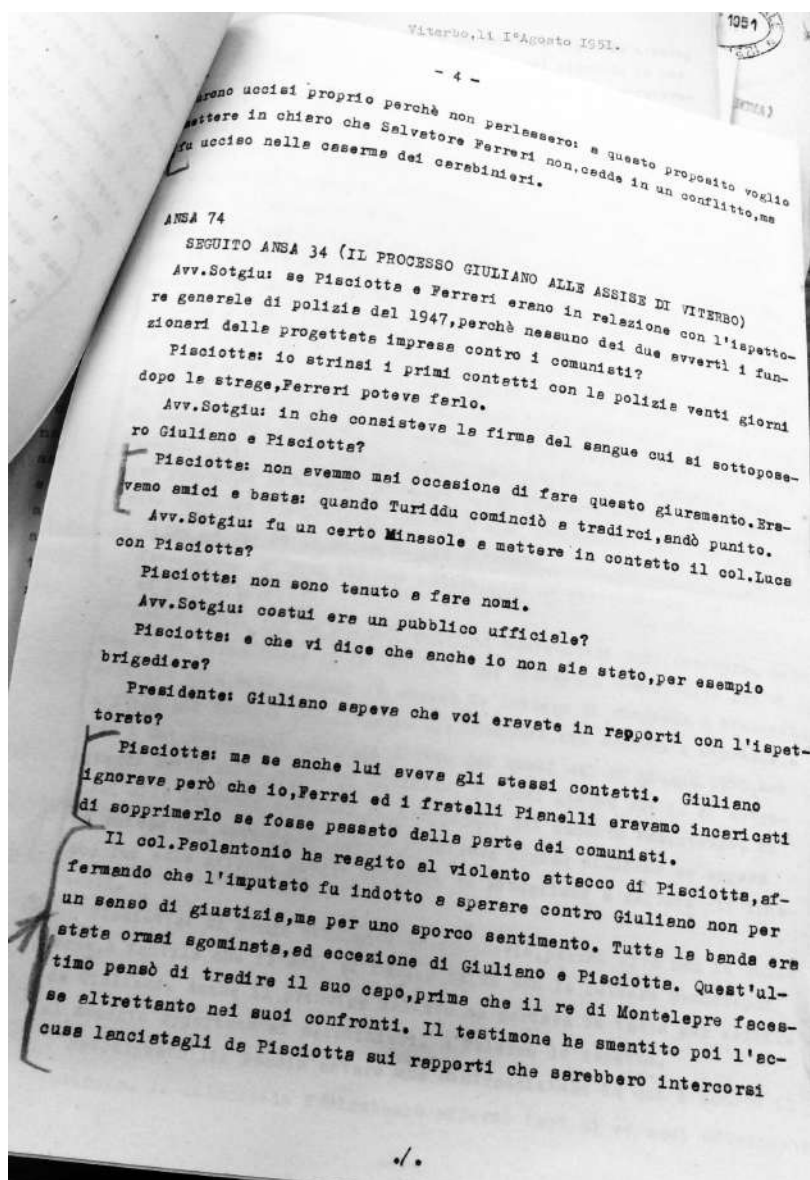 Viterbo,li I°Agosto I95I.
1951
- 4 -
urono uccisi proprio perchè non parlassero: a questo proposito voglio
mettere in chiaro che Salvatore Ferreri non,cadde in un conflitto,ma
fu ucciso nella caserma dei carabinieri.
ANSA 74
SEGUITO ANSA 34 (IL PROCESSO GIULIANO ALLE ASSISE DI VITERBO)
Avv.Sotgiu: se Pisciotta e Ferreri erano in relazione con l'ispetto-
re generale di polizia dal 1947,perchè nessuno dei due avvertì i fun-
zionari della progettata impresa contro i comunisti?
Pisciotta: io strinsi i primi contatti con la polizia venti giorni
dopo la strage,Ferreri poteva farlo.
Avv.Sotgiu: in che consisteva la firma del sangue cui si sottopose-
ro Giuliano e Pisciotta?
Pisciotta: non avemmo mai occasione di fare questo giuramento.Era-
vamo amici e basta: quando Turiddu cominciò a tradirci,andò punito.
Avv.Sotgiu: fu un certo Minasole a mettere in contatto il col.Luca
con Pisciotta?
Pisciotta: non sono tenuto a fare nomi.
Avv.Sotgiu: costui era un pubblico ufficiale?
Pisciotta: e che vi dice che anche io non sia stato,per esempio
brigadiere?
Presidente: Giuliano sapeva che voi eravate in rapporti con l'ispet-
torato?
Pisciotta: ma se anche lui aveva gli stessi contatti. Giuliano
ignorava però che io,Ferrei ed i fratelli Pianelli eravamo incaricati
di sopprimerlo se fosse passato dalla parte dei comunisti.
Il col.Paolantonio ha reagito al violento attacco di Pisciotta,af-
fermando che l'imputato fu indotto a sparare contro Giuliano non per
un senso di giustizia,ma per uno sporco sentimento. Tutta la banda era
stata ormai sgominata,ad eccezione di Giuliano e Pisciotta. Quest'ul-
timo pensò di tradire il suo capo,prima che il re di Montelepre faces-
se altrettanto nei suoi confronti. Il testimone ha smentito poi l'ac-
cusa lanciatagli da Pisciotta sui rapporti che sarebbero intercorsi
./.